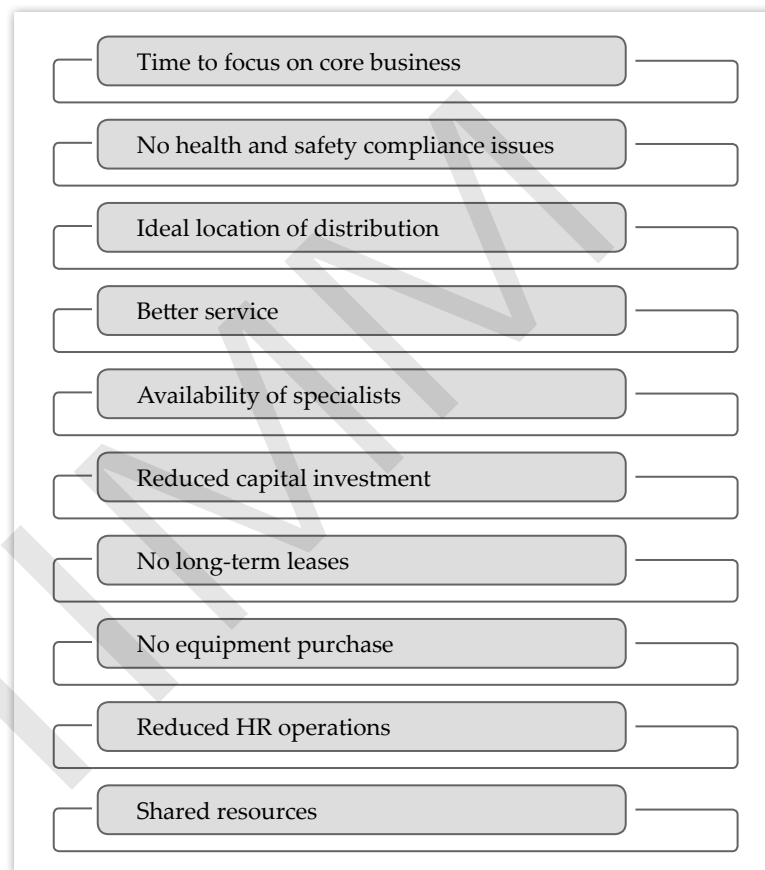 Time to focus on core business
No health and safety compliance issues
Ideal location of distribution
Better service
Availability of specialists
Reduced capital investment
No long-term leases
No equipment purchase
Reduced HR operations
Shared resources